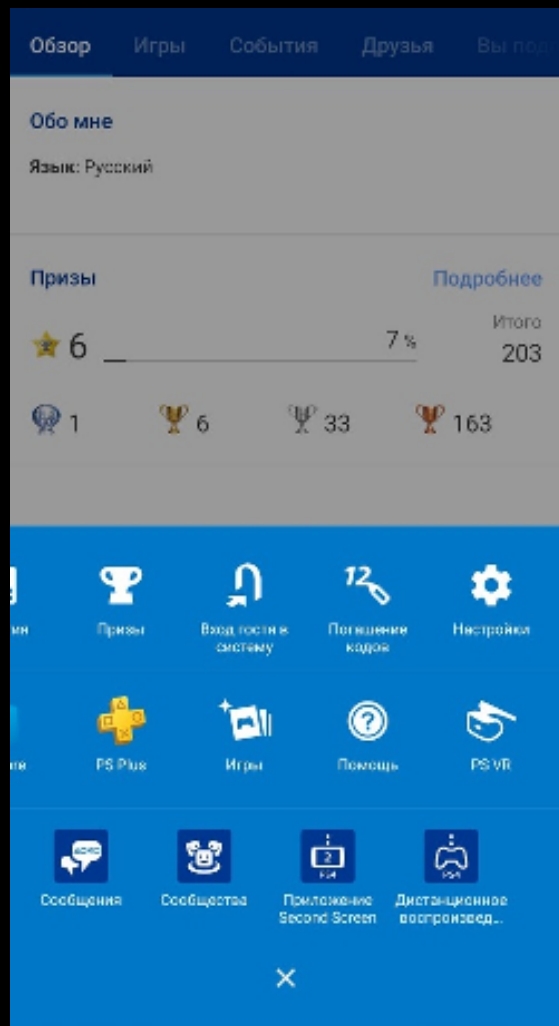 Обзор Игры События Друзья Вы
Обо мне
Язык: Русский
Призы Подробнее
Итого
6 7 % 203
1 6 33 163
Призы Вход гостя в Погашение Настройки
систему кодов
PS Plus Игры Помощь PS VR
Сообщения Сообщества Приложение Дистанционное
Second Screen воспроизвед...